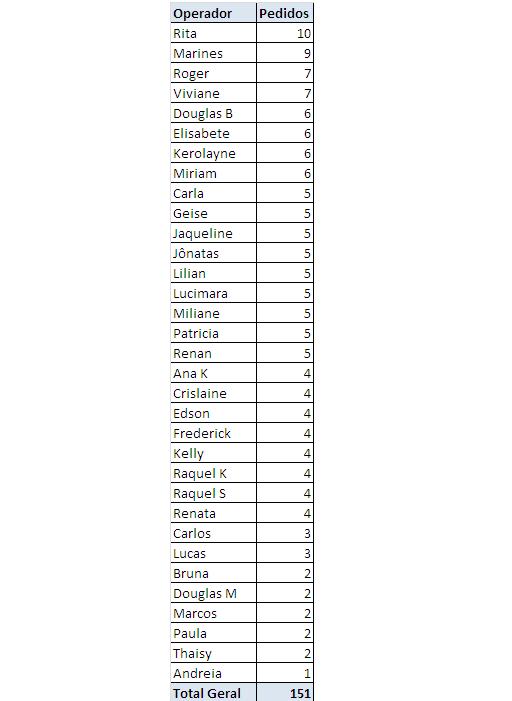 Operador Pedidos
Rita 10
Marines 9
Roger 7
Viviane 7
Douglas B 6
Elisabete 6
Kerolayne 6
Miriam 6
Carla 5
Geise 5
Jaqueline 5
Jônatas 5
Lilian 5
Lucimara 5
Miliane 5
Patricia 5
Renan 5
Ana K 4
Crislaine 4
Edson 4
Frederick 4
Kelly 4
Raquel K 4
Raquel S 4
Renata 4
Carlos 3
Lucas 3
Bruna 2
Douglas M 2
Marcos 2
Paula 2
Thaisy 2
Andreia 1
Total Geral 151